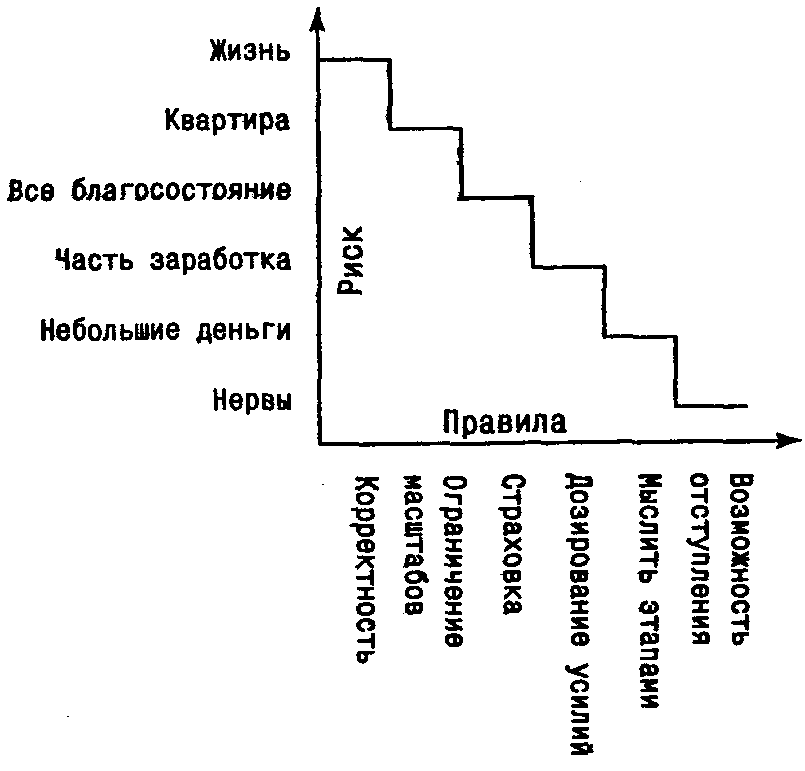 Жизнь
Квартира
Все благосостояние
Часть заработка
Небольшие деньги
Нервы
Риск
Правила
Корректность
Ограничение
масштабов
Страховка
Дозирование усилий
Мыслить этапами
Возможность
отступления